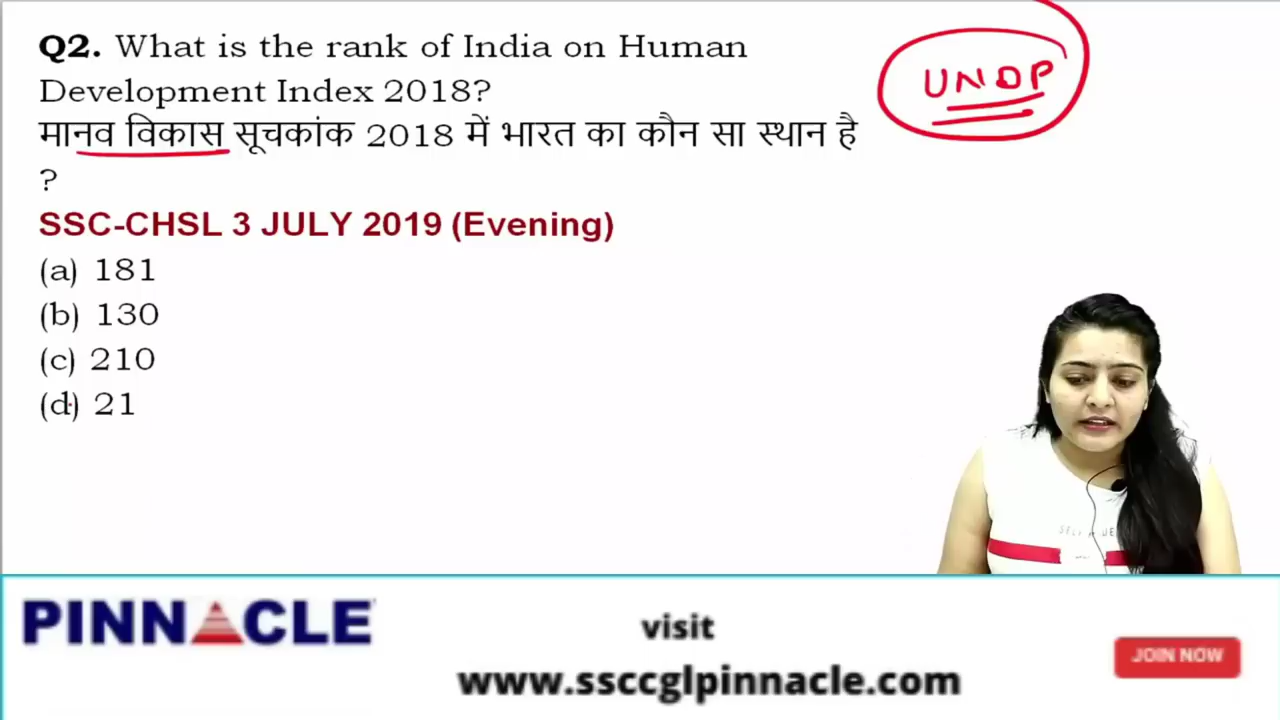 Q2. What is the rank of India on Human
Development Index 2018?
मानव विकास सूचकांक 2018 में भारत का कौन सा स्थान है
?
SSC-CHSL 3 JULY 2019 (Evening)
(a) 181
(b) 130
(c) 210
(d) 21
UNDP
PINNACLE
visit
www.ssccglpinnacle.com
JOIN NOW